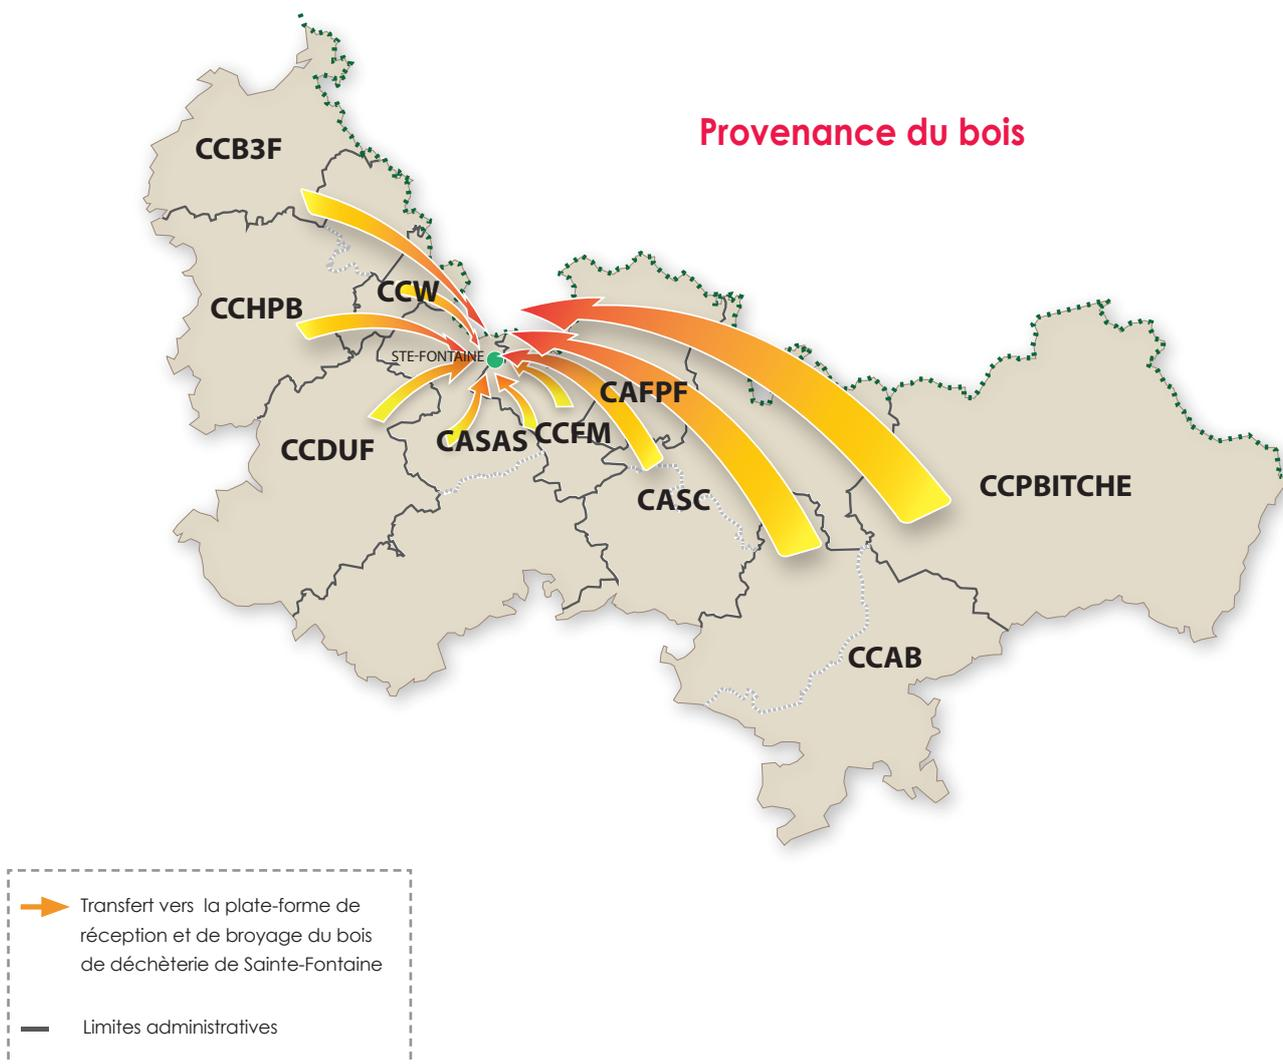 Provenance du bois
CCB3F
CCW
CCHPB
STE-FONTAINE
CAFPF
CCDUF
CASAS
CCFM
CASC
CCPBITCHE
CCAB
Transfert vers la plate-forme de
réception et de broyage du bois
de déchèterie de Sainte-Fontaine
Limites administratives